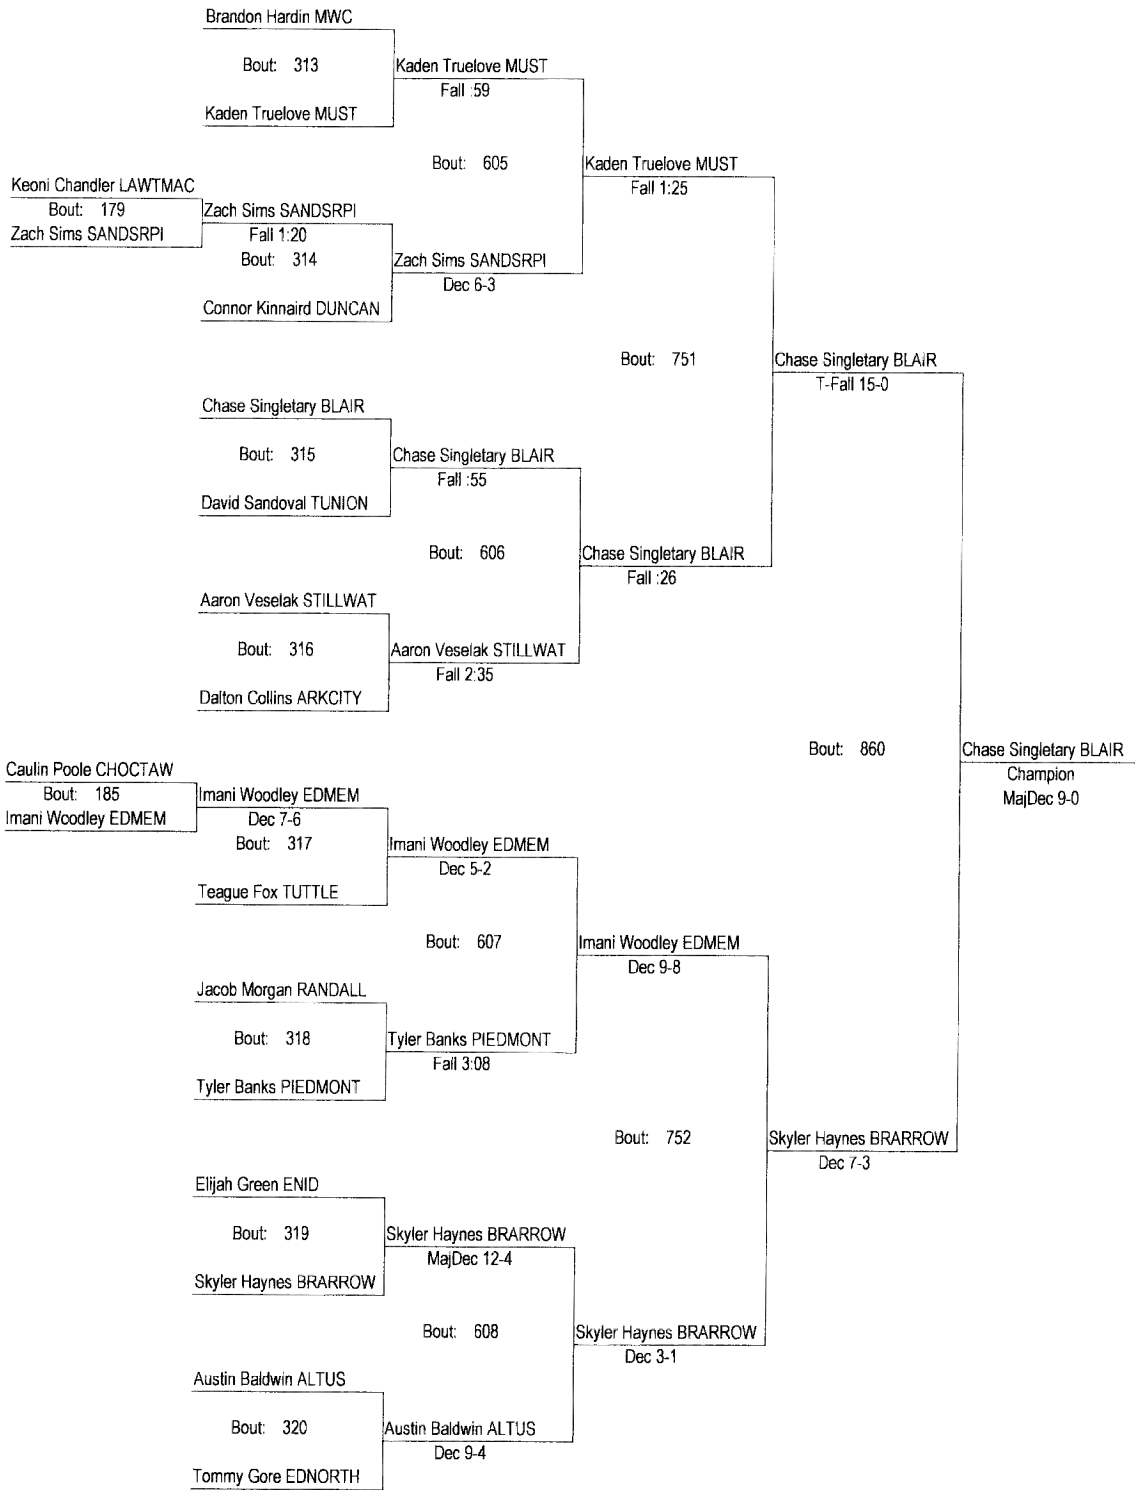 Brandon Hardin MWC
Bout: 313
Kaden Truelove MUST
Fall :59
Kaden Truelove MUST
Bout: 605
Kaden Truelove MUST
Fall 1:25
Keoni Chandler LAWTMAC
Bout: 179
Zach Sims SANDSRPI
Zach Sims SANDSRPI
Fall 1:20
Bout: 314
Zach Sims SANDSRPI
Dec 6-3
Connor Kinnaird DUNCAN
Bout: 751
Chase Singletary BLAIR
T-Fall 15-0
Chase Singletary BLAIR
Bout: 315
Chase Singletary BLAIR
Fall :55
David Sandoval TUNION
Bout: 606
Chase Singletary BLAIR
Fall :26
Aaron Veselak STILLWAT
Bout: 316
Aaron Veselak STILLWAT
Fall 2:35
Dalton Collins ARKCITY
Bout: 860
Chase Singletary BLAIR
Champion
MajDec 9-0
Caulin Poole CHOCTAW
Bout: 185
Imani Woodley EDMEM
Imani Woodley EDMEM
Dec 7-6
Bout: 317
Imani Woodley EDMEM
Dec 5-2
Teague Fox TUTTLE
Bout: 607
Imani Woodley EDMEM
Dec 9-8
Jacob Morgan RANDALL
Bout: 318
Tyler Banks PIEDMONT
Fall 3:08
Tyler Banks PIEDMONT
Bout: 752
Skyler Haynes BRARROW
Dec 7-3
Elijah Green ENID
Bout: 319
Skyler Haynes BRARROW
MajDec 12-4
Skyler Haynes BRARROW
Bout: 608
Skyler Haynes BRARROW
Dec 3-1
Austin Baldwin ALTUS
Bout: 320
Austin Baldwin ALTUS
Dec 9-4
Tommy Gore EDNORTH